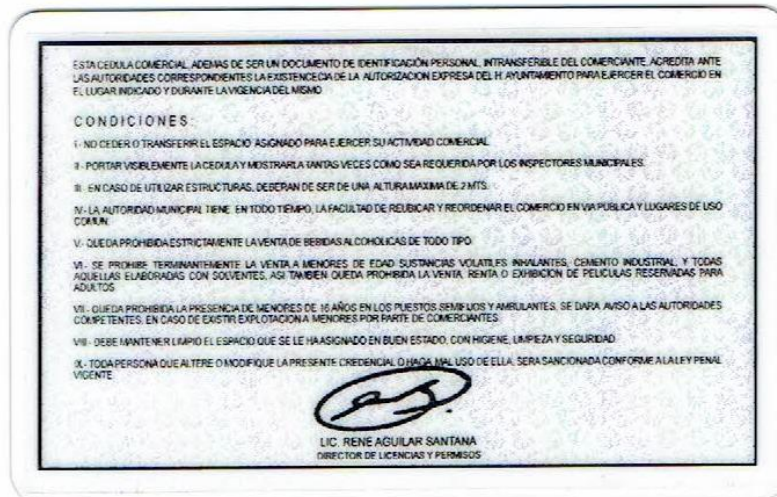 ESTA CEDULA COMERCIAL, ADEMAS DE SER UN DOCUMENTO DE IDENTIFICACIÓN PERSONAL, INTRANSFERIBLE DEL COMERCIANTE, ACREDITA ANTE
LAS AUTORIDADES CORRESPONDIENTES LA EXISTENCECIA DE LA AUTORIZACION EXPRESA DEL H. AYUNTAMIENTO PARA EJERCER EL COMERCIO EN
EL LUGAR INDICADO Y DURANTE LA VIGENCIA DEL MISMO
CONDICIONES:
I.- NO CEDER O TRANSFERIR EL ESPACIO ASIGNADO PARA EJERCER SU ACTIVIDAD COMERCIAL
II.- PORTAR VISIBLEMENTE LA CEDULA Y MOSTRARLA TANTAS VECES COMO SEA REQUERIDA POR LOS INSPECTORES MUNICIPALES.
III.- EN CASO DE UTILIZAR ESTRUCTURAS, DEBERAN DE SER DE UNA ALTURA MAXIMA DE 2 MTS.
IV.- LA AUTORIDAD MUNICIPAL TIENE EN TODO TIEMPO, LA FACULTAD DE REUBICAR Y REORDENAR EL COMERCIO EN VIA PUBLICA Y LUGARES DE USO
COMUN.
V.- QUEDA PROHIBIDA ESTRICTAMENTE LA VENTA DE BEBIDAS ALCOHOLICAS DE TODO TIPO.
VI.- SE PROHIBE TERMINANTEMENTE LA VENTA A MENORES DE EDAD SUSTANCIAS VOLATILES INHALANTES, CEMENTO INDUSTRIAL, Y TODAS
AQUELLAS ELABORADAS CON SOLVENTES, ASI TAMBIEN QUEDA PROHIBIDA LA VENTA, RENTA O EXHIBICION DE PELICULAS RESERVADAS PARA
ADULTOS
VII.- QUEDA PROHIBIDA LA PRESENCIA DE MENORES DE 16 AÑOS EN LOS PUESTOS SEMIFIJOS Y AMBULANTES, SE DARA AVISO A LAS AUTORIDADES
COMPETENTES, EN CASO DE EXISTIR EXPLOTACION A MENORES POR PARTE DE COMERCIANTES.
VIII.- DEBE MANTENER LIMPIO EL ESPACIO QUE SE LE HA ASIGNADO EN BUEN ESTADO, CON HIGIENE, LIMPIEZA Y SEGURIDAD.
IX.- TODA PERSONA QUE ALTERE O MODIFIQUE LA PRESENTE CREDENCIAL O HAGA MAL USO DE ELLA, SERA SANCIONADA CONFORME A LA LEY PENAL
VIGENTE
LIC. RENE AGUILAR SANTANA
DIRECTOR DE LICENCIAS Y PERMISOS